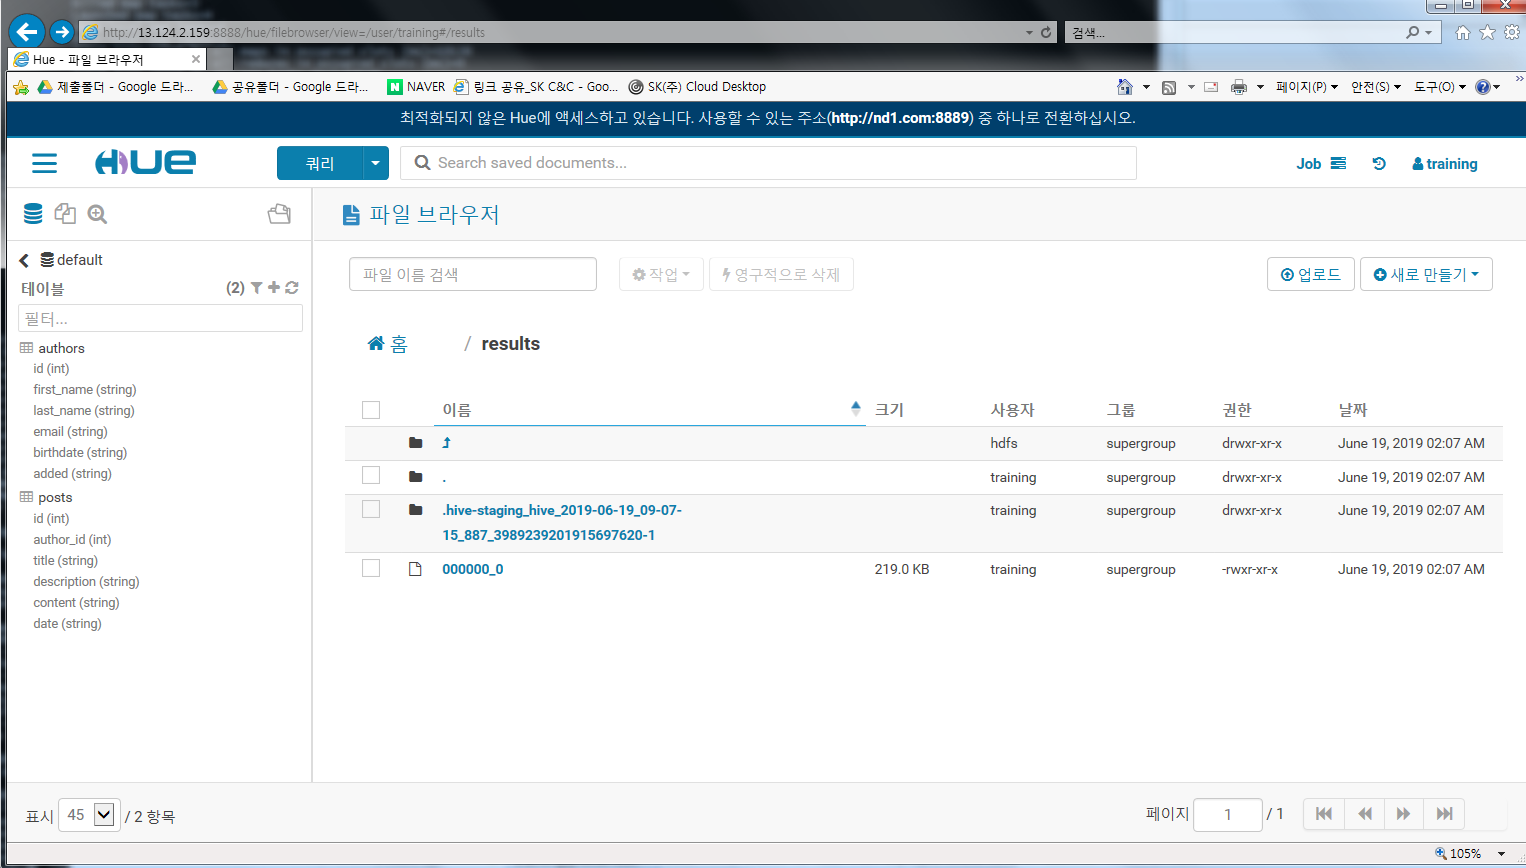 http://13.124.2.159:8888/hue/filebrowser/view=/user/training#/results
검색...
Hue - 파일 브라우저
제출폴더 - Google 드라...
공유폴더 - Google 드라...
NAVER
링크 공유_SK C&C - Goo...
SK(주) Cloud Desktop
페이지(P)
안전(S)
도구(O)
최적화되지 않은 Hue에 액세스하고 있습니다. 사용할 수 있는 주소(http://nd1.com:8889) 중 하나로 전환하십시오.
HUE
쿼리
Search saved documents...
Job
training
파일 브라우저
default
테이블 (2)
필터...
authors
id (int)
first_name (string)
last_name (string)
email (string)
birthdate (string)
added (string)
posts
id (int)
author_id (int)
title (string)
description (string)
content (string)
date (string)
파일 이름 검색
작업
영구적으로 삭제
업로드
새로 만들기
홈 / results
이름 크기 사용자 그룹 권한 날짜
hdfs supergroup drwxr-xr-x June 19, 2019 02:07 AM
. training supergroup drwxr-xr-x June 19, 2019 02:07 AM
.hive-staging_hive_2019-06-19_09-07- training supergroup drwxr-xr-x June 19, 2019 02:07 AM
15_887_3989239201915697620-1
000000_0 219.0 KB training supergroup -rwxr-xr-x June 19, 2019 02:07 AM
표시 45 / 2 항목
페이지 1 / 1
105%